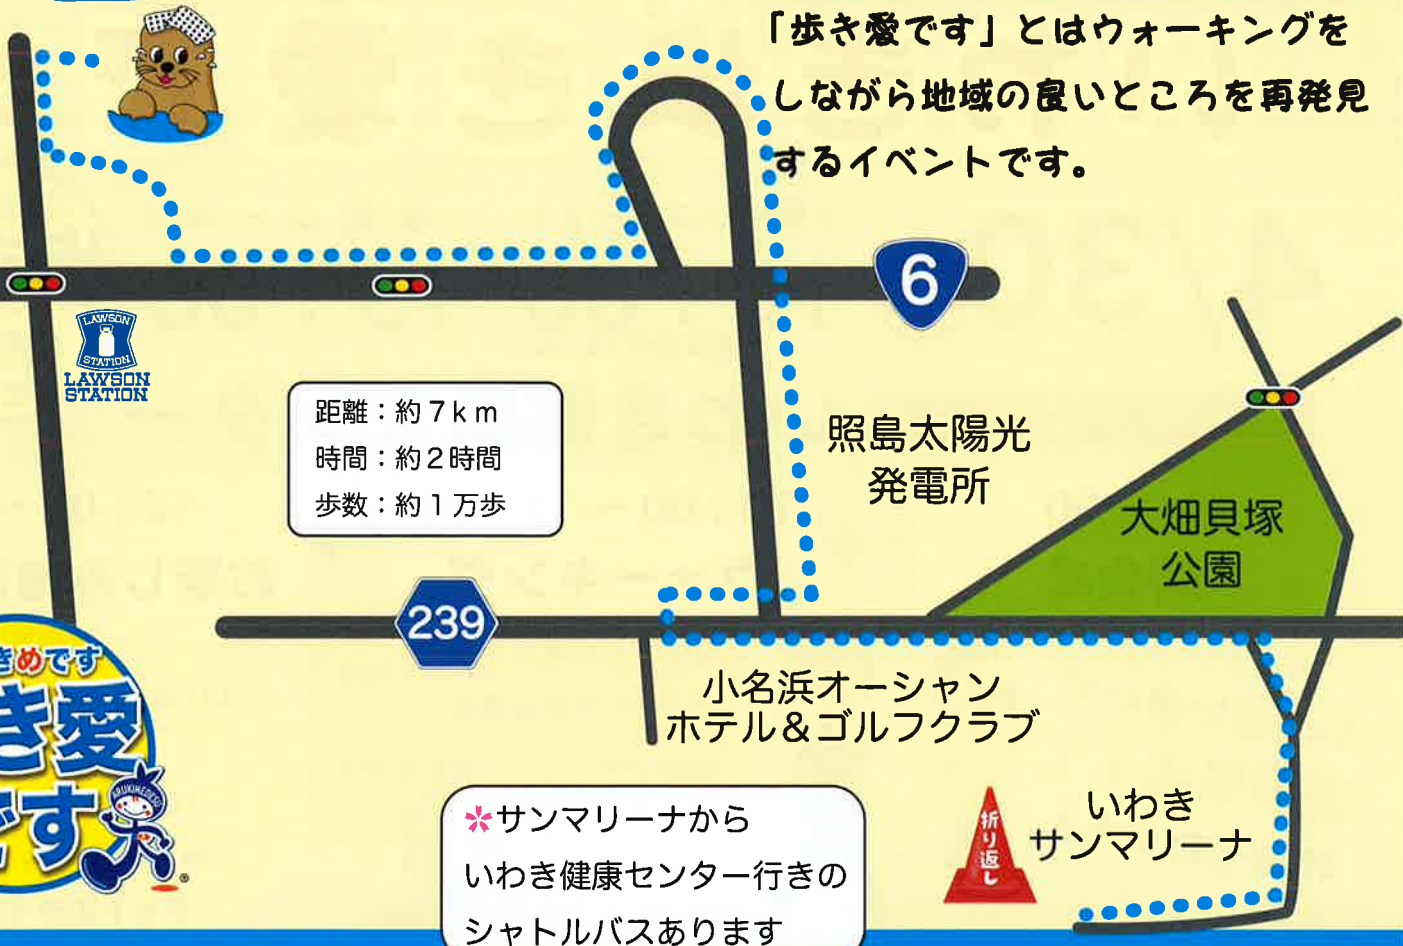 「歩き愛です」とはウォーキングを
しながら地域の良いところを再発見
するイベントです。
6
LAWSON
STATION
LAWSON
STATION
距離：約７ｋｍ
時間：約２時間
歩数：約１万歩
照島太陽光
発電所
大畑貝塚
公園
239
きめです
き愛
です
ARUKIMEDESU
®
小名浜オーシャン
ホテル＆ゴルフクラブ
✲サンマリーナから
いわき健康センター行きの
シャトルバスあります
折り返し
いわき
サンマリーナ